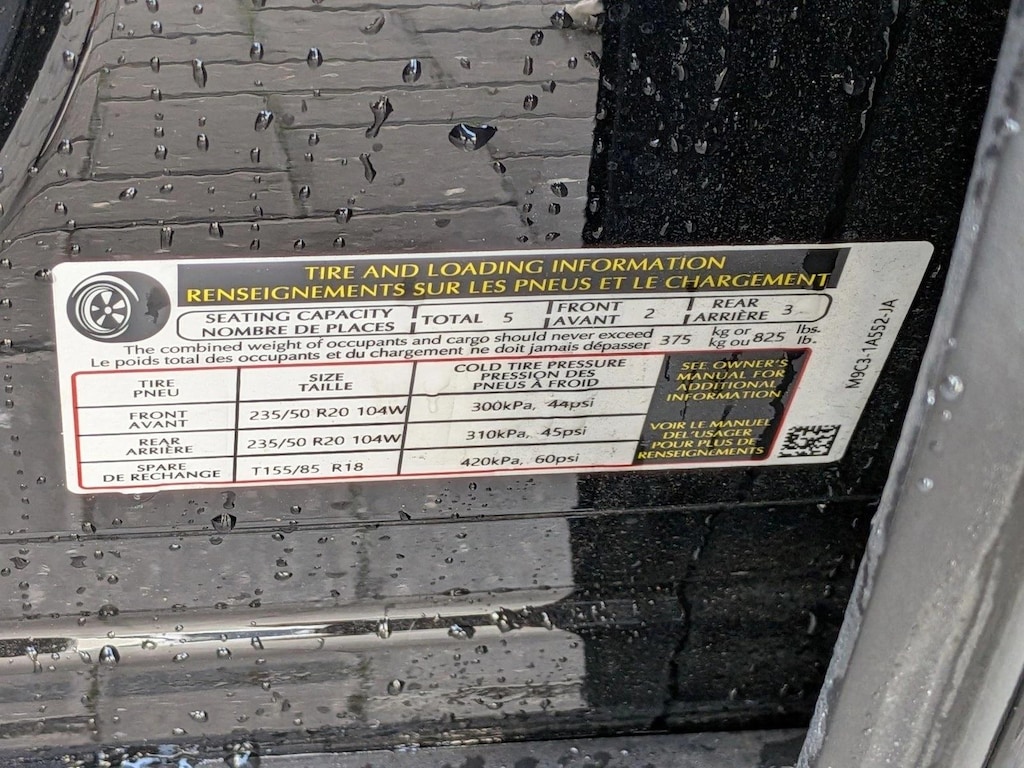 TIRE AND LOADING INFORMATION
RENSEIGNEMENTS SUR LES PNEUS ET LE CHARGEMENT
SEATING CAPACITY TOTAL 5 FRONT 2 REAR 3
NOMBRE DE PLACES AVANT ARRIÈRE
The combined weight of occupants and cargo should never exceed 375 kg or 825 lbs.
Le poids total des occupants et du chargement ne doit jamais dépasser kg ou lb.
TIRE SIZE COLD TIRE PRESSURE
PNEU TAILLE PRESSION DES
PNEUS À FROID
FRONT 235/50 R20 104W 300kPa, 44psi
AVANT
REAR 235/50 R20 104W 310kPa, 45psi
ARRIÈRE
SPARE T155/85 R18 420kPa, 60psi
DE RECHANGE
SEE OWNER'S
MANUAL FOR
ADDITIONAL
INFORMATION
VOIR LE MANUEL
DEL'USAGER
POUR PLUS DE
RENSEIGNEMENTS
M9C3-1A552-JA